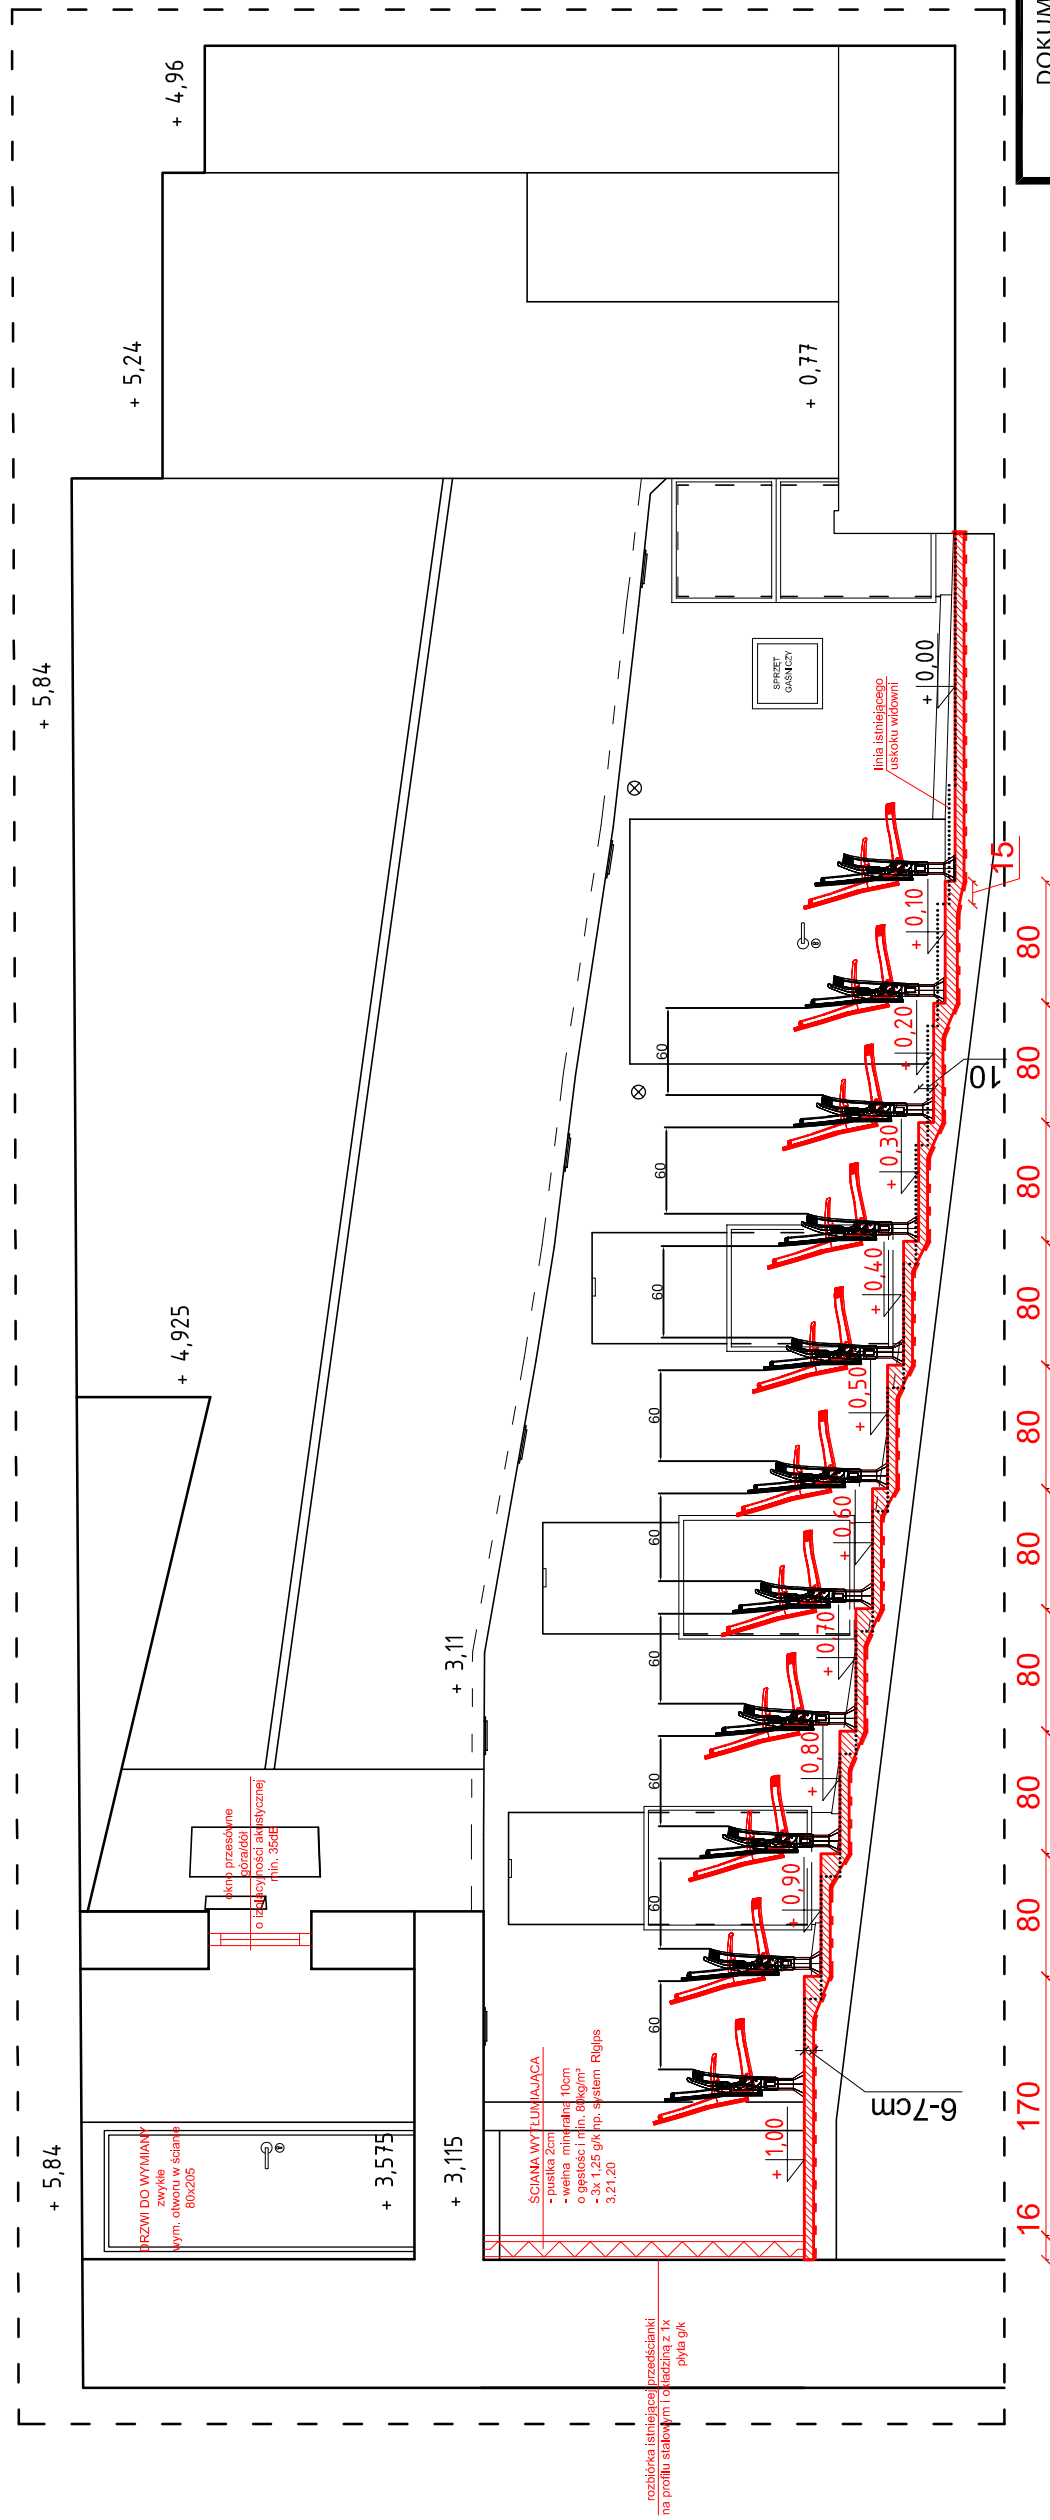 DOKUM
+ 4,96
+ 5,24
+ 5,84
+ 0,77
SPRZĘT
GAŚNICZY
linia istniejącego
uskoku widowni
+ 0,00
+ 0,10
+ 0,20
+ 0,30
+ 0,40
+ 0,50
+ 0,60
+ 0,70
+ 0,80
+ 0,90
+ 1,00
15
10
6-7cm
60
60
60
60
60
60
60
60
60
+ 4,925
+ 3,11
okno przesówne
góra/dół
o izolacyjności akustycznej
min. 35dB
+ 5,84
+ 3,575
+ 3,115
DRZWI DO WYMIANY
zwykłe
wym. otworu w ścianie
80x205
ŚCIANA WYTŁUMIAJĄCA
- pustka 2cm
- wełna mineralna 10cm
o gęstośc i min. 80kg/m³
- 3x 1,25 g/k np. system Rigips
3.21.20
rozbiórka istniejącej przedścianki
na profilu stalowym i okładziną z 1x
płyta g/k
16
170
80
80
80
80
80
80
80
80
80